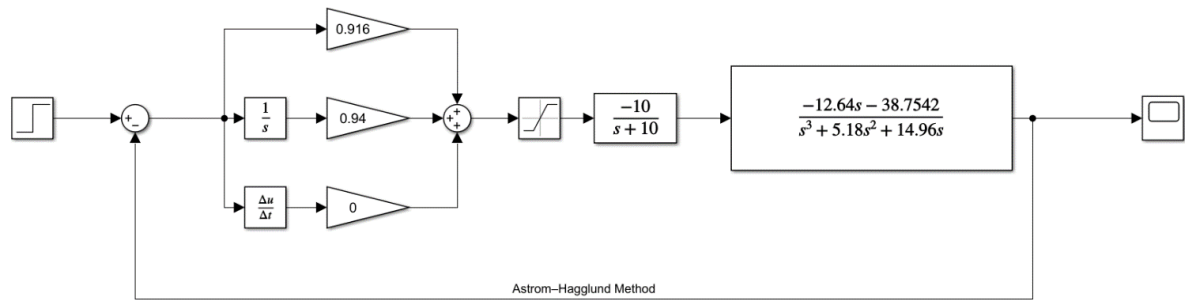 0.916
+
−
1
s
0.94
+
+
+
−10
s + 10
−12.64s − 38.7542
s³ + 5.18s² + 14.96s
Δu
Δt
0
Astrom–Hagglund Method